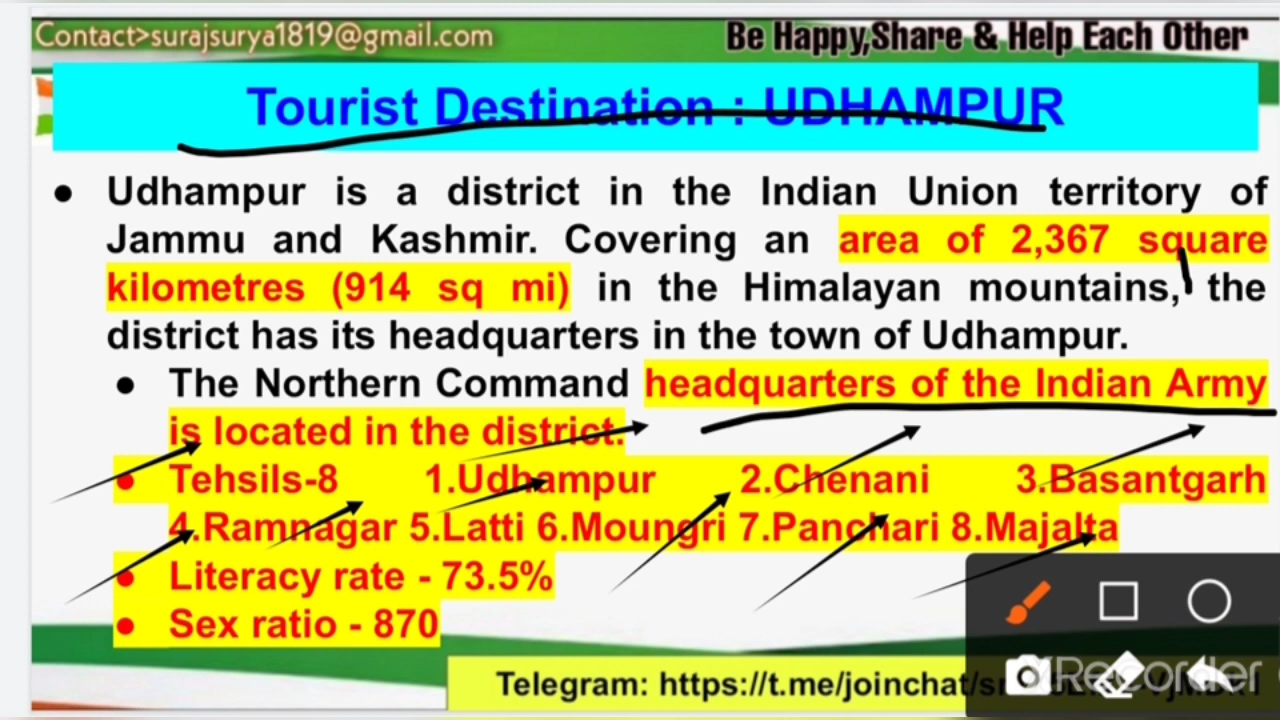 Contact>surajsurya1819@gmail.com
Be Happy,Share & Help Each Other
Tourist Destination : UDHAMPUR
● Udhampur is a district in the Indian Union territory of
Jammu and Kashmir. Covering an area of 2,367 square
kilometres (914 sq mi) in the Himalayan mountains, the
district has its headquarters in the town of Udhampur.
● The Northern Command headquarters of the Indian Army
is located in the district.
● Tehsils-8 1.Udhampur 2.Chenani 3.Basantgarh
4.Ramnagar 5.Latti 6.Moungri 7.Panchari 8.Majalta
● Literacy rate - 73.5%
● Sex ratio - 870
Telegram: https://t.me/joinchat/
XRecorder